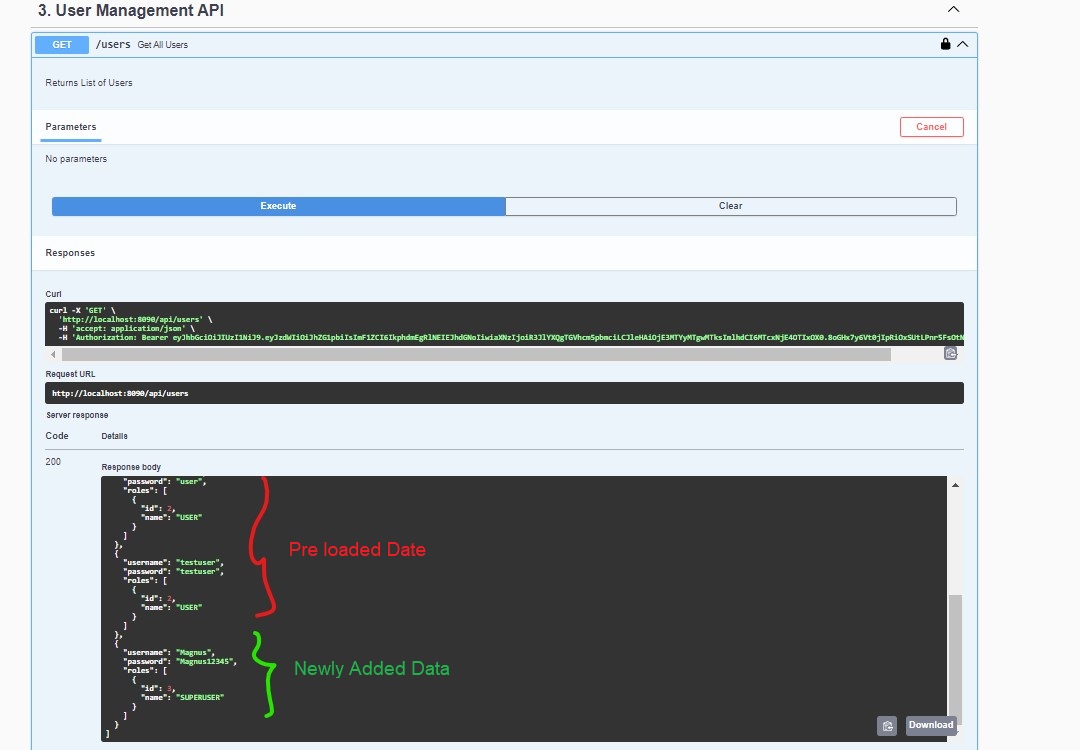 3. User Management API
GET /users Get All Users
Returns List of Users
Parameters
Cancel
No parameters
Execute
Clear
Responses
Curl
curl -X 'GET' \
'http://localhost:8090/api/users' \
-H 'accept: application/json' \
-H 'Authorization: Bearer
Request URL
http://localhost:8090/api/users
Server response
Code Details
200
Response body
"password": "user",
"roles": [
{
"id": 2,
"name": "USER"
}
]
},
{
"username": "testuser",
"password": "testuser",
"roles": [
{
"id": 2,
"name": "USER"
}
]
},
{
"username": "Magnus",
"password": "Magnus12345",
"roles": [
{
"id": 3,
"name": "SUPERUSER"
}
]
}
]
Pre loaded Date
Newly Added Data
Download